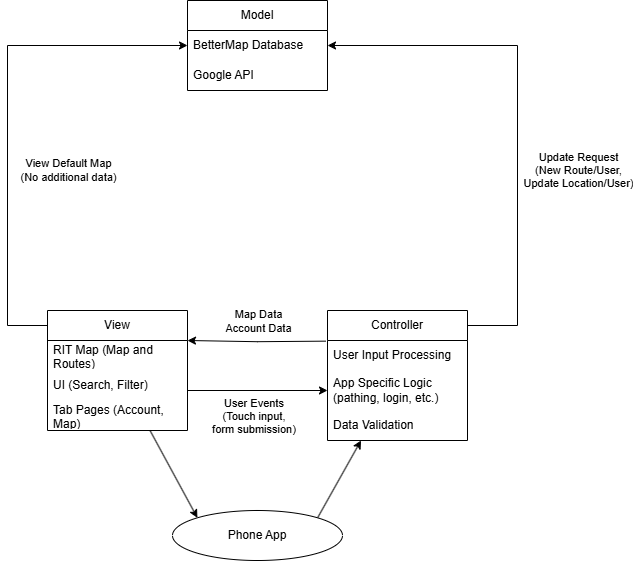 Model
BetterMap Database
Google API
View Default Map
(No additional data)
Update Request
(New Route/User,
Update Location/User)
View
RIT Map (Map and
Routes)
UI (Search, Filter)
Tab Pages (Account,
Map)
Map Data
Account Data
User Events
(Touch input,
form submission)
Controller
User Input Processing
App Specific Logic
(pathing, login, etc.)
Data Validation
Phone App